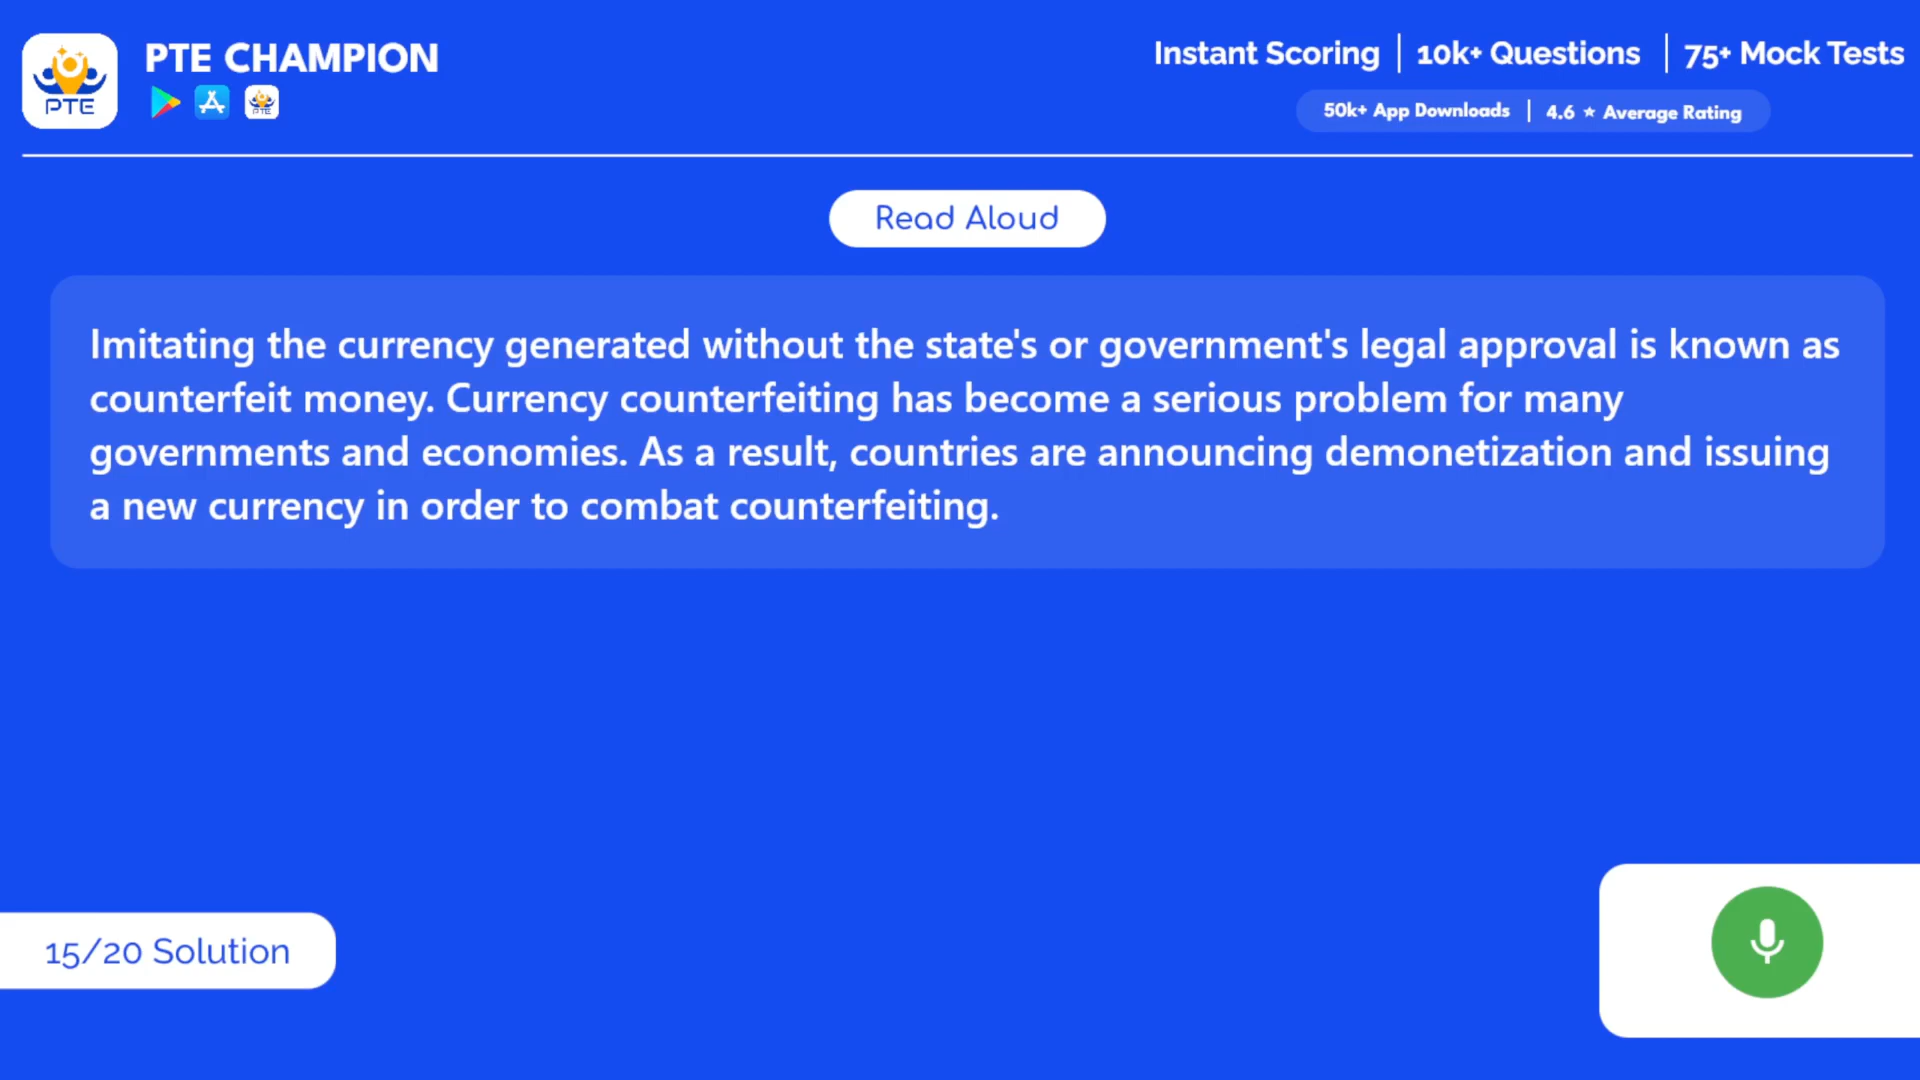 PTE CHAMPION
PTE
PTE
Instant Scoring | 10k+ Questions | 75+ Mock Tests
50k+ App Downloads | 4.6 ★ Average Rating
Read Aloud
Imitating the currency generated without the state's or government's legal approval is known as
counterfeit money. Currency counterfeiting has become a serious problem for many
governments and economies. As a result, countries are announcing demonetization and issuing
a new currency in order to combat counterfeiting.
15/20 Solution